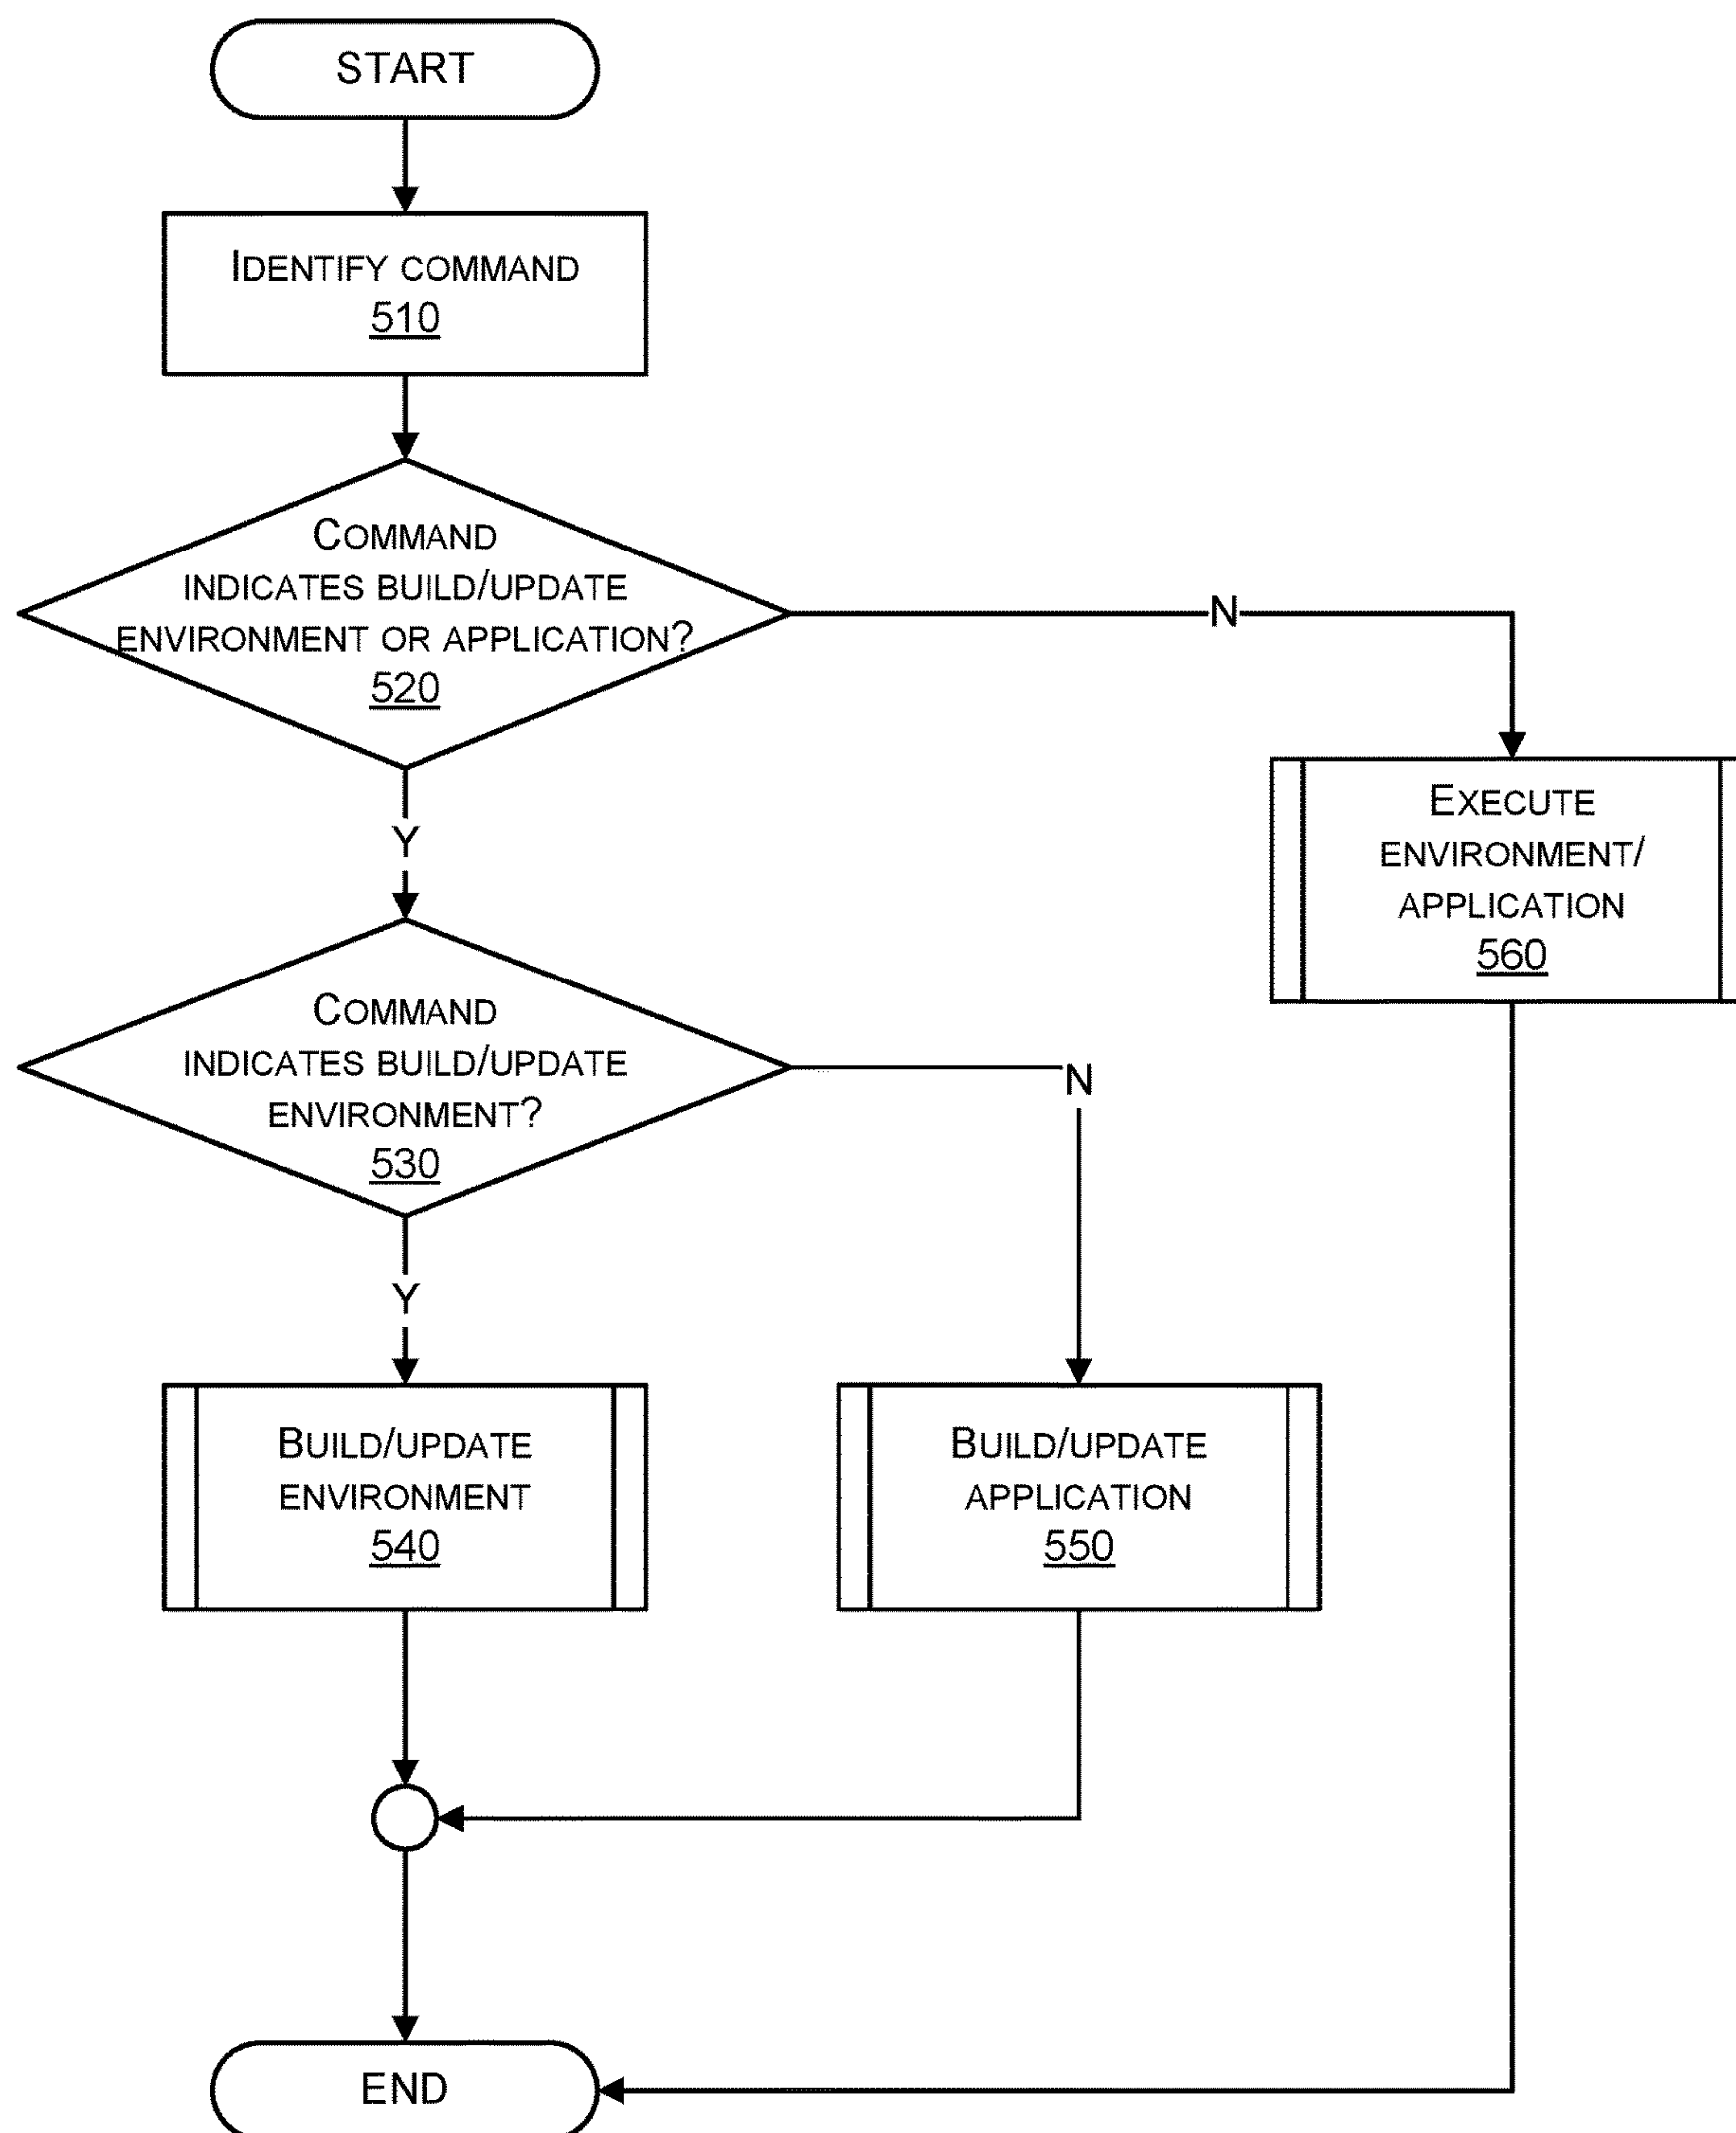 START
IDENTIFY COMMAND
510
COMMAND
INDICATES BUILD/UPDATE
ENVIRONMENT OR APPLICATION?
520
N
Y
EXECUTE
ENVIRONMENT/
APPLICATION
560
COMMAND
INDICATES BUILD/UPDATE
ENVIRONMENT?
530
N
Y
BUILD/UPDATE
ENVIRONMENT
540
BUILD/UPDATE
APPLICATION
550
END